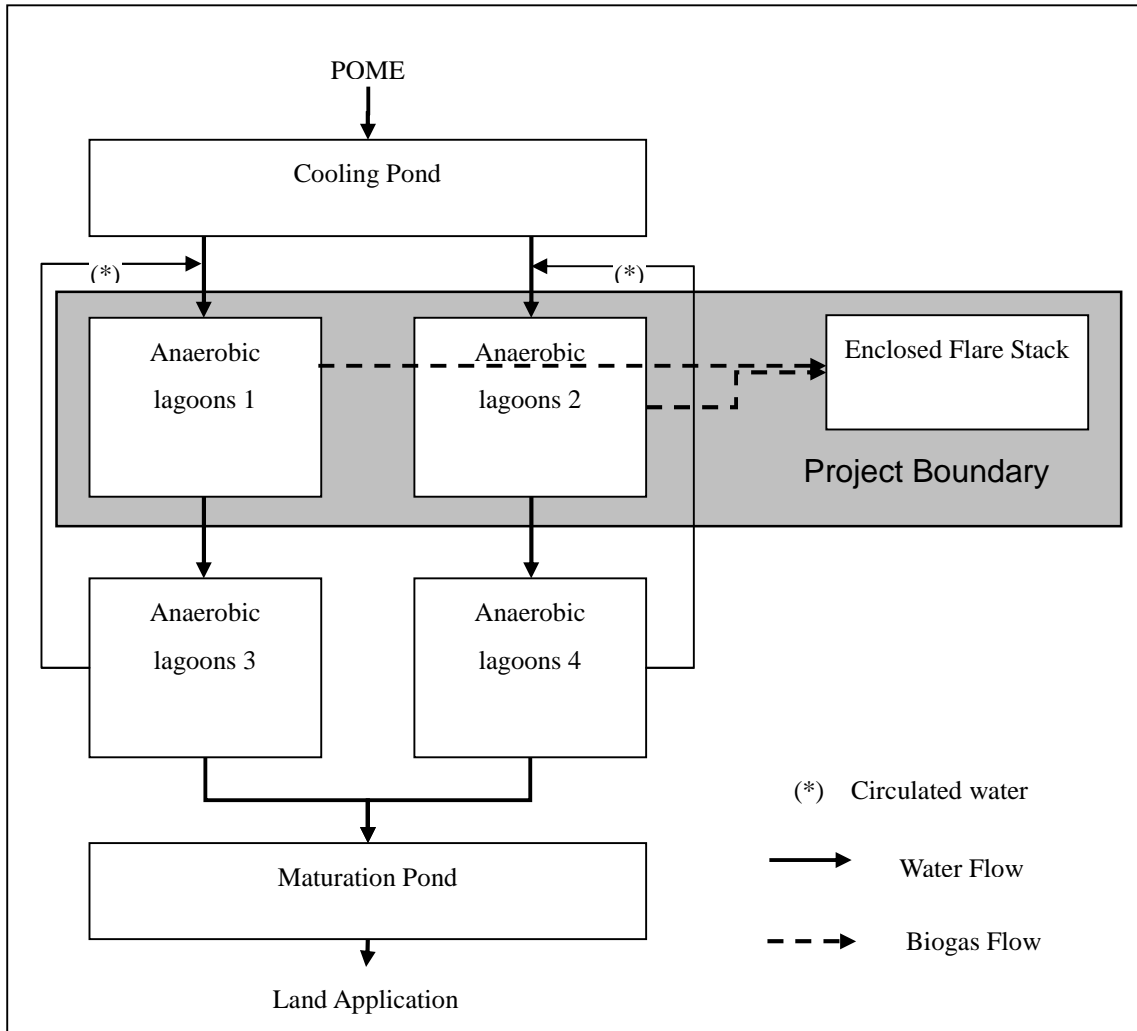 POME
Cooling Pond
(*)
(*)
Anaerobic
lagoons 1
Anaerobic
lagoons 2
Enclosed Flare Stack
Project Boundary
Anaerobic
lagoons 3
Anaerobic
lagoons 4
(*) Circulated water
Water Flow
Maturation Pond
Biogas Flow
Land Application